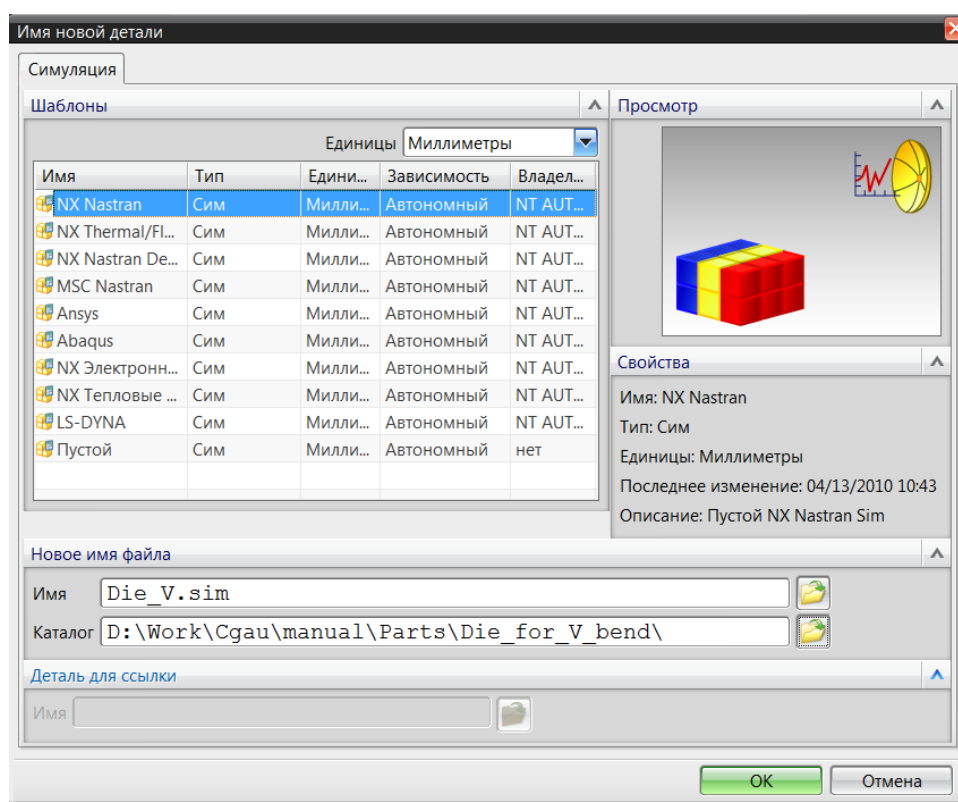 Имя новой детали
Симуляция
Шаблоны
Единицы Миллиметры
Имя Тип Едини... Зависимость Владел...
NX Nastran Сим Милли... Автономный NT AUT...
NX Thermal/Fl... Сим Милли... Автономный NT AUT...
NX Nastran De... Сим Милли... Автономный NT AUT...
MSC Nastran Сим Милли... Автономный NT AUT...
Ansys Сим Милли... Автономный NT AUT...
Abaqus Сим Милли... Автономный NT AUT...
NX Электронн... Сим Милли... Автономный NT AUT...
NX Тепловые ... Сим Милли... Автономный NT AUT...
LS-DYNA Сим Милли... Автономный NT AUT...
Пустой Сим Милли... Автономный нет
Просмотр
Свойства
Имя: NX Nastran
Тип: Сим
Единицы: Миллиметры
Последнее изменение: 04/13/2010 10:43
Описание: Пустой NX Nastran Sim
Новое имя файла
Имя Die_V.sim
Каталог D:\Work\Cgau\manual\Parts\Die_for_V_bend\
Деталь для ссылки
Имя
OK Отмена